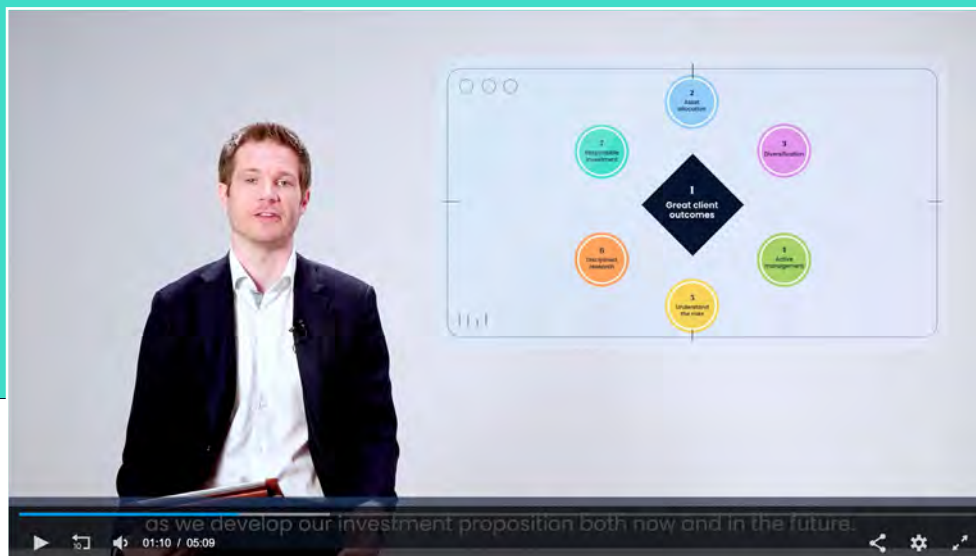 2
Asset
allocation
7
Responsible
investment
3
Diversification
1
Great client
outcomes
6
Disciplined
research
4
Active
management
5
Understand
the risks
as we develop our investment proposition both now and in the future.
10
01:10 / 05:09